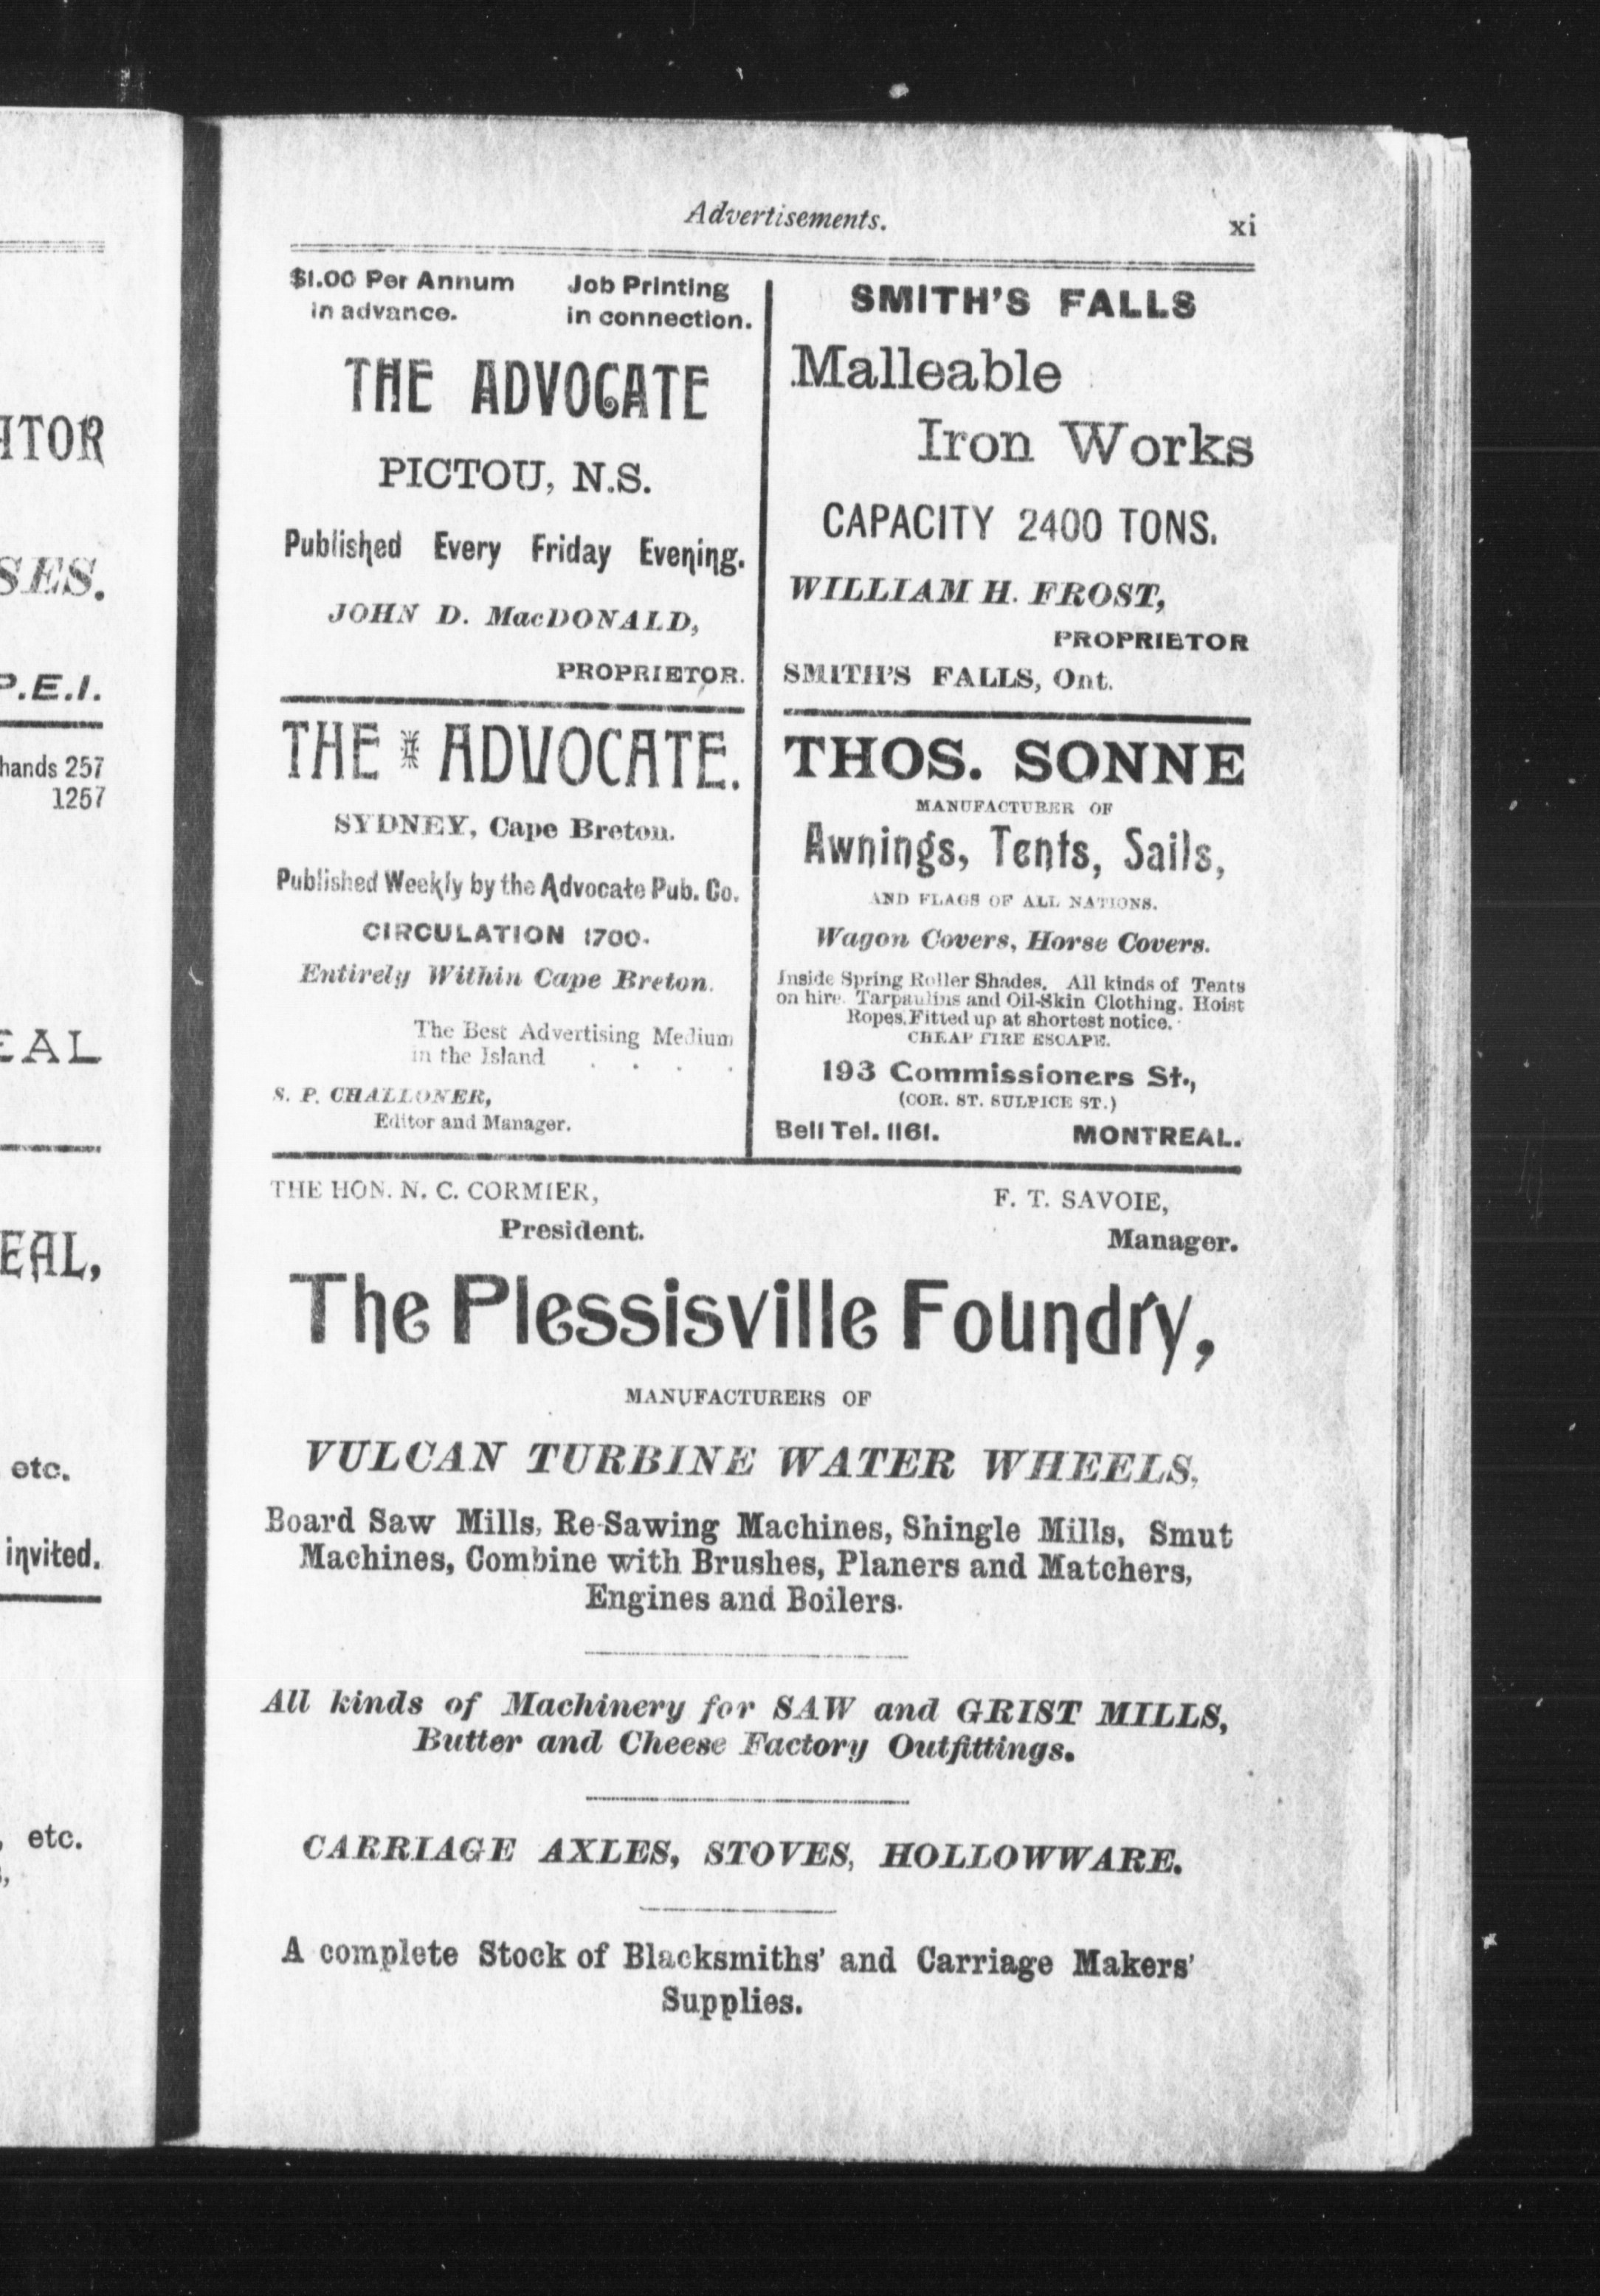 ATOR
SES.
P.E.I.
hands 257
1257
EAL
EAL,
etc.
invited.
, etc.
Advertisements.
xi
$1.00 Per Annum
in advance.
Job Printing
in connection.
THE ADVOCATE
PICTOU, N.S.
Published Every Friday Evening.
JOHN D. MacDONALD,
PROPRIETOR.
THE ADVOCATE.
SYDNEY, Cape Breton.
Published Weekly by the Advocate Pub. Co.
CIRCULATION 1700.
Entirely Within Cape Breton.
The Best Advertising Medium
in the Island . . . .
S. P. CHALLONER,
Editor and Manager.
SMITH'S FALLS
Malleable
Iron Works
CAPACITY 2400 TONS.
WILLIAM H. FROST,
PROPRIETOR
SMITH'S FALLS, Ont.
THOS. SONNE
MANUFACTURER OF
Awnings, Tents, Sails,
AND FLAGS OF ALL NATIONS.
Wagon Covers, Horse Covers.
Inside Spring Roller Shades. All kinds of Tents
on hire. Tarpaulins and Oil-Skin Clothing. Hoist
Ropes. Fitted up at shortest notice.
CHEAP FIRE ESCAPE.
193 Commissioners St.,
(COR. ST. SULPICE ST.)
Bell Tel. 1161. MONTREAL.
THE HON. N. C. CORMIER,
President.
F. T. SAVOIE,
Manager.
The Plessisville Foundry,
MANUFACTURERS OF
VULCAN TURBINE WATER WHEELS,
Board Saw Mills, Re-Sawing Machines, Shingle Mills, Smut
Machines, Combine with Brushes, Planers and Matchers,
Engines and Boilers.
All kinds of Machinery for SAW and GRIST MILLS,
Butter and Cheese Factory Outfittings.
CARRIAGE AXLES, STOVES, HOLLOWWARE.
A complete Stock of Blacksmiths' and Carriage Makers'
Supplies.